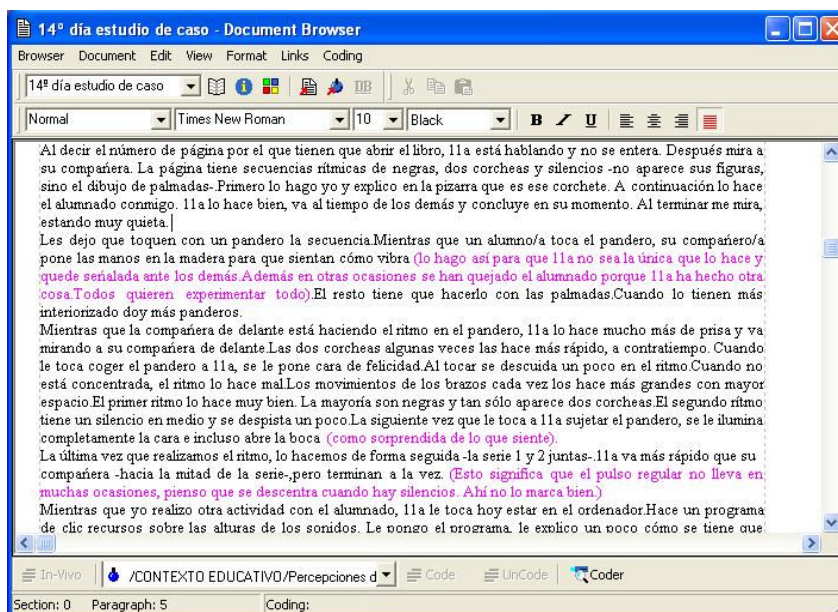 14º día estudio de caso - Document Browser
Browser Document Edit View Format Links Coding
14º día estudio de caso DB
Normal Times New Roman 10 Black B I U
Al decir el número de página por el que tienen que abrir el libro, 11a está hablando y no se entera. Después mira a
su compañera. La página tiene secuencias rítmicas de negras, dos corcheas y silencios -no aparece sus figuras,
sino el dibujo de palmadas-.Primero lo hago yo y explico en la pizarra que es ese corchete. A continuación lo hace
el alumnado conmigo. 11a lo hace bien, va al tiempo de los demás y concluye en su momento. Al terminar me mira,
estando muy quieta.
Les dejo que toquen con un pandero la secuencia.Mientras que un alumno/a toca el pandero, su compañero/a
pone las manos en la madera para que sientan cómo vibra (lo hago así para que 11a no sea la única que lo hace y
quede señalada ante los demás.Además en otras ocasiones se han quejado el alumnado porque 11a ha hecho otra
cosa.Todos quieren experimentar todo).El resto tiene que hacerlo con las palmadas.Cuando lo tienen más
interiorizado doy más panderos.
Mientras que la compañera de delante está haciendo el ritmo en el pandero, 11a lo hace mucho más de prisa y va
mirando a su compañera de delante.Las dos corcheas algunas veces las hace más rápido, a contratiempo. Cuando
le toca coger el pandero a 11a, se le pone cara de felicidad.Al tocar se descuida un poco en el ritmo.Cuando no
está concentrada, el ritmo lo hace mal.Los movimientos de los brazos cada vez los hace más grandes con mayor
espacio.El primer ritmo lo hace muy bien. La mayoría son negras y tan sólo aparece dos corcheas.El segundo rítmo
tiene un silencio en medio y se despista un poco.La siguiente vez que le toca a 11a sujetar el pandero, se le ilumina
completamente la cara e incluso abre la boca (como sorprendida de lo que siente).
La última vez que realizamos el ritmo, lo hacemos de forma seguida -la serie 1 y 2 juntas-.11a va más rápido que su
compañera -hacia la mitad de la serie-,pero terminan a la vez. (Esto significa que el pulso regular no lleva en
muchas ocasiones, pienso que se descentra cuando hay silencios. Ahí no lo marca bien.)
Mientras que yo realizo otra actividad con el alumnado, 11a le toca hoy estar en el ordenador.Hace un programa
de clic recursos sobre las alturas de los sonidos. Le pongo el programa, le explico un poco cómo se tiene que
In-Vivo /CONTEXTO EDUCATIVO/Percepciones d Code UnCode Coder
Section: 0 Paragraph: 5 Coding: